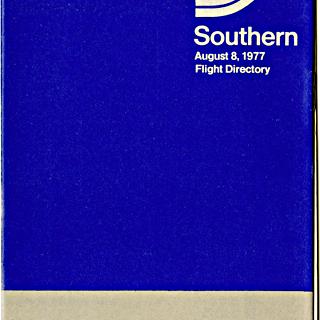 Southern
August 8, 1977
Flight Directory